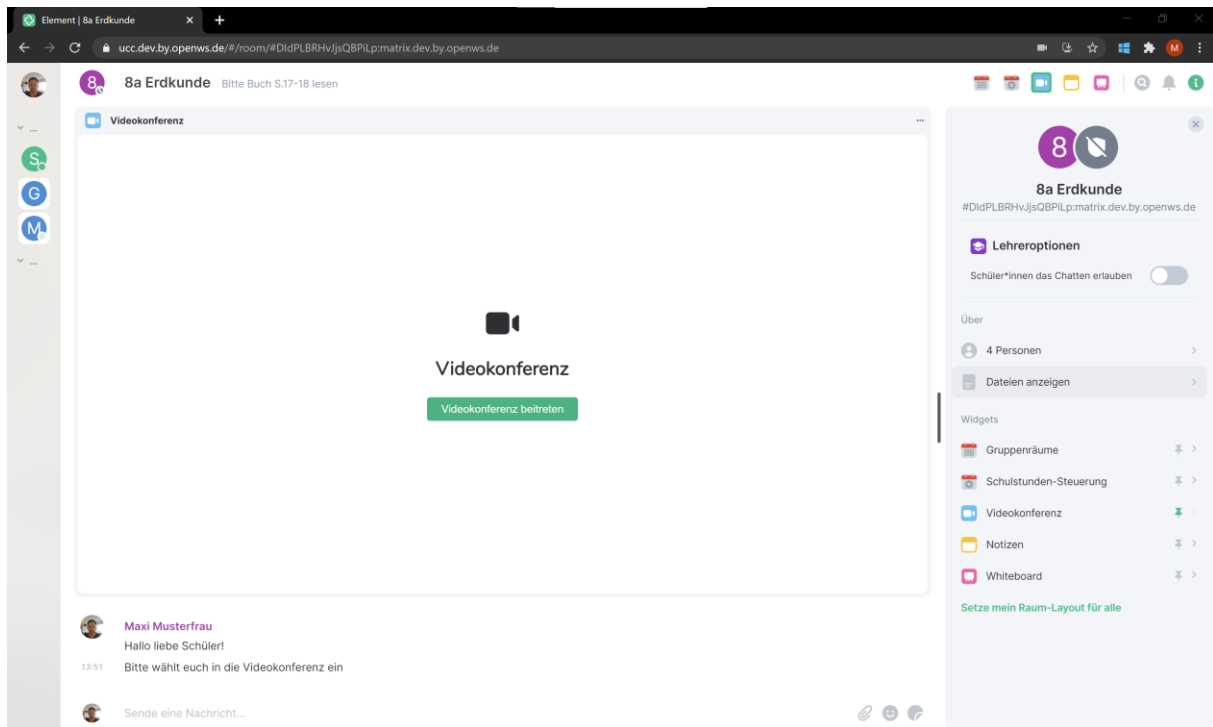 Element | 8a Erdkunde
ucc.dev.by.openws.de/#/room/#DIdPLBRHvJjsQBPiLp:matrix.dev.by.openws.de
M
8 8a Erdkunde Bitte Buch S.17-18 lesen
...
S
G
M
...
Videokonferenz ...
Videokonferenz
Videokonferenz beitreten
Maxi Musterfrau
Hallo liebe Schüler!
13:51 Bitte wählt euch in die Videokonferenz ein
Sende eine Nachricht...
8
8a Erdkunde
#DIdPLBRHvJjsQBPiLp:matrix.dev.by.openws.de
Lehreroptionen
Schüler*innen das Chatten erlauben
Über
4 Personen
Dateien anzeigen
Widgets
Gruppenräume
Schulstunden-Steuerung
Videokonferenz
Notizen
Whiteboard
Setze mein Raum-Layout für alle